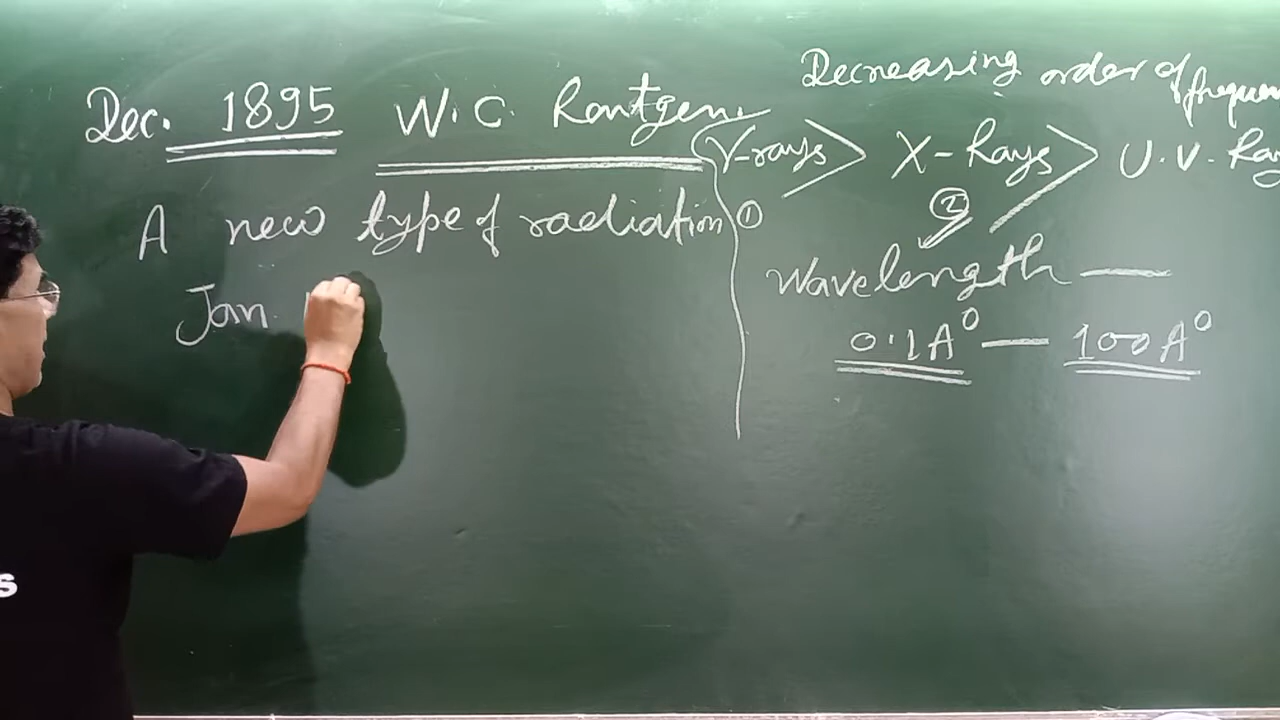 Dec. 1895 W.C. Rontgen
A new type of radiation
Jan
Decreasing order of
γ-rays > X-Rays > U.V. Ra
① ②
Wavelength —
0.1A° — 100A°
s